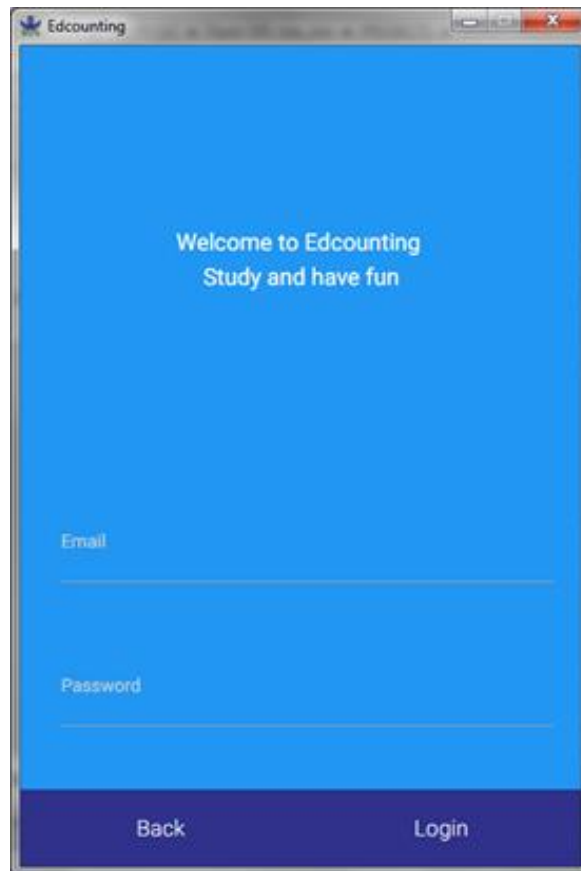 Edcounting
Welcome to Edcounting
Study and have fun
Email
Password
Back Login